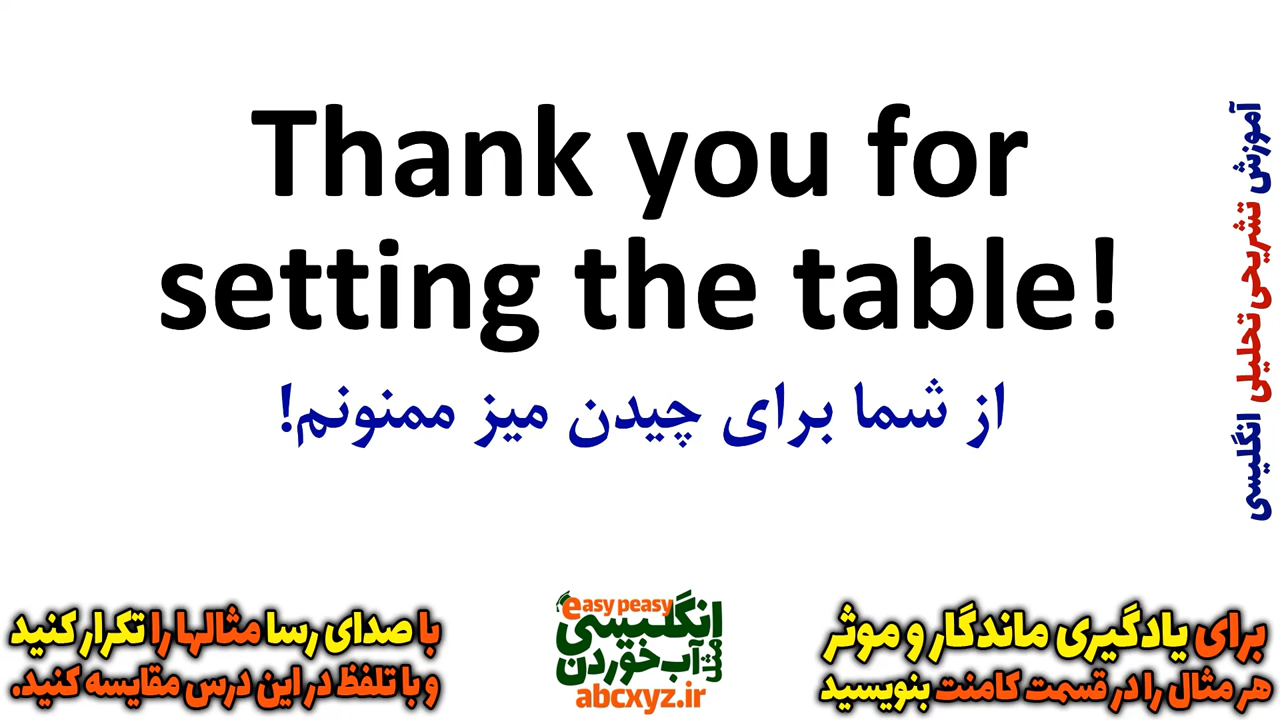 Thank you for
setting the table!
از شما برای چیدن میز ممنونم!
آموزش تشریحی تحلیلی انگلیسی
با صدای رسا مثالها را تکرار کنید
و با تلفظ در این درس مقایسه کنید.
easy peasy
انگلیسی
مثل آب خوردن
abcxyz.ir
برای یادگیری ماندگار و موثر
هر مثال را در قسمت کامنت بنویسید